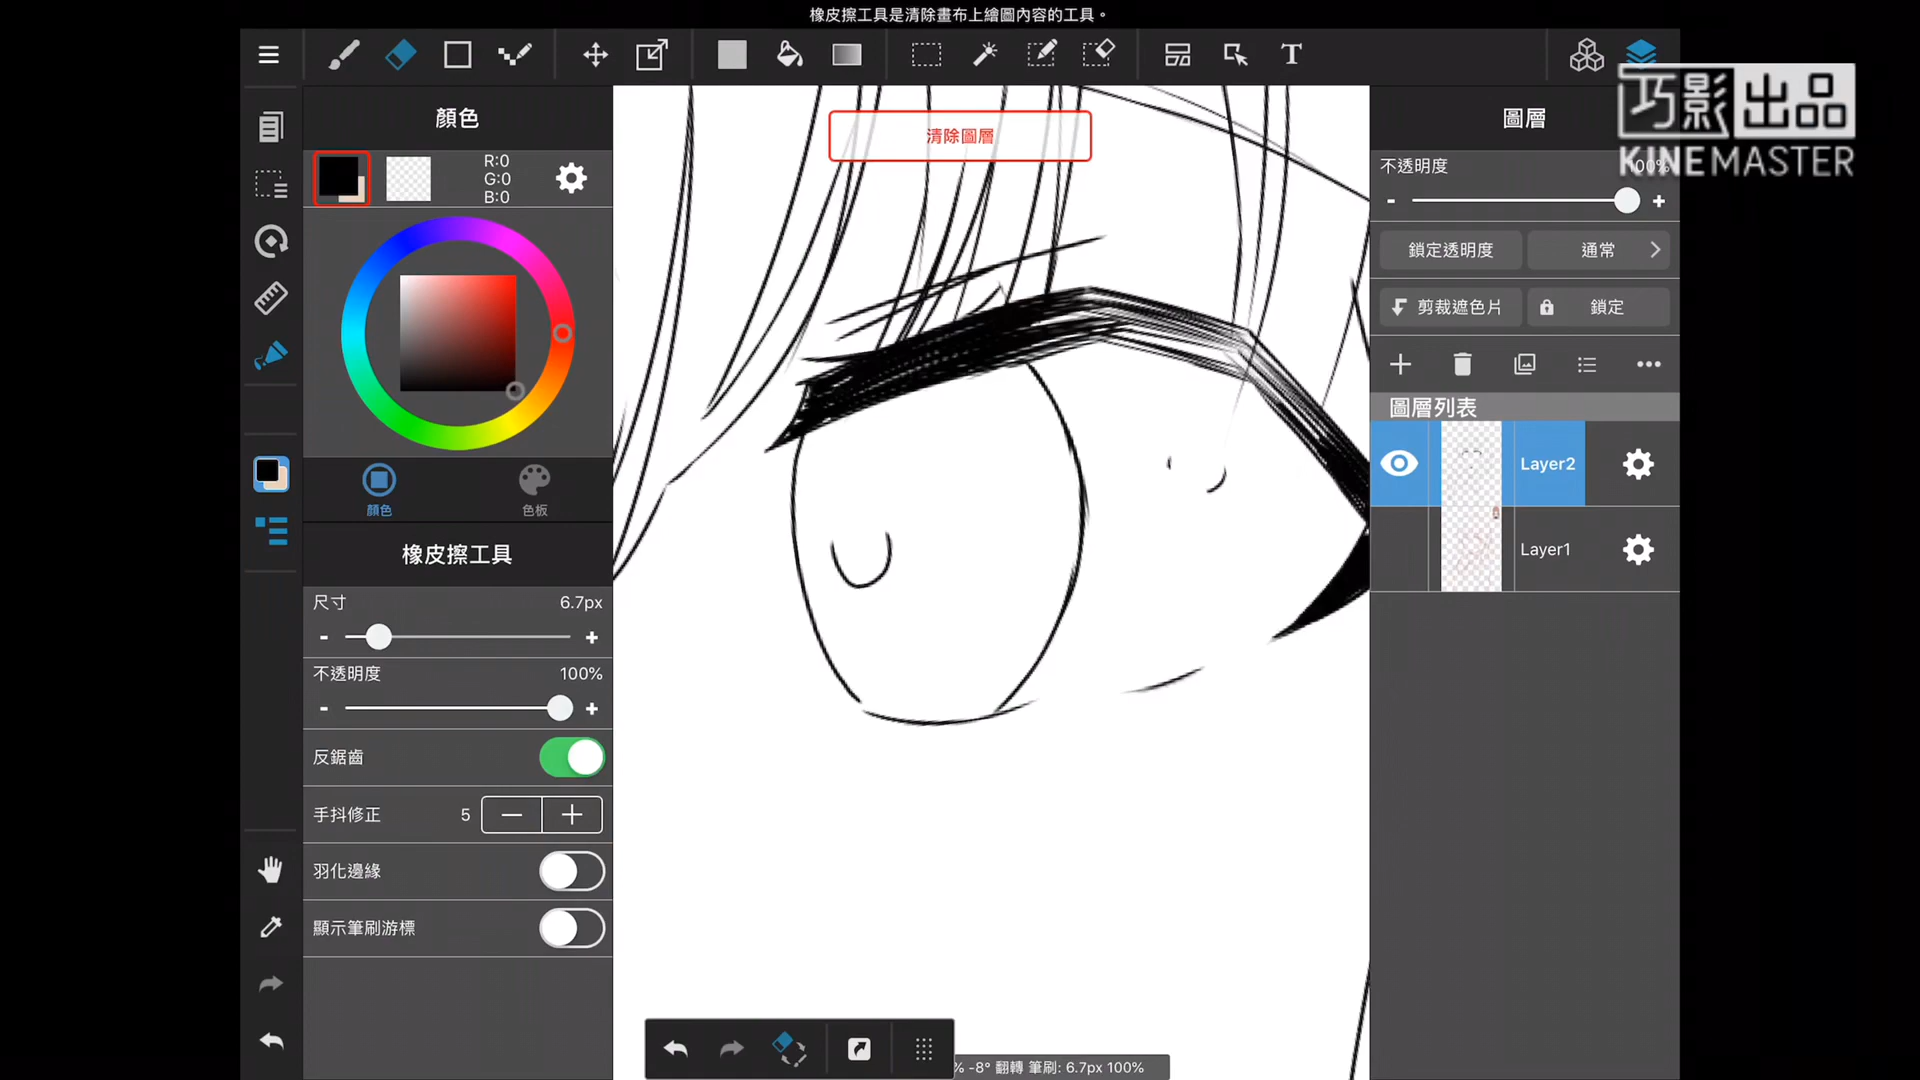 橡皮擦工具是清除畫布上繪圖內容的工具。
顏色
R:0
G:0
B:0
顏色
色板
橡皮擦工具
尺寸
6.7px
不透明度
100%
反鋸齒
手抖修正
5
羽化邊緣
顯示筆刷游標
清除圖層
% -8° 翻轉 筆刷: 6.7px 100%
圖層
巧影出品
KINEMASTER
不透明度
100%
鎖定透明度
通常
剪裁遮色片
鎖定
圖層列表
Layer2
Layer1